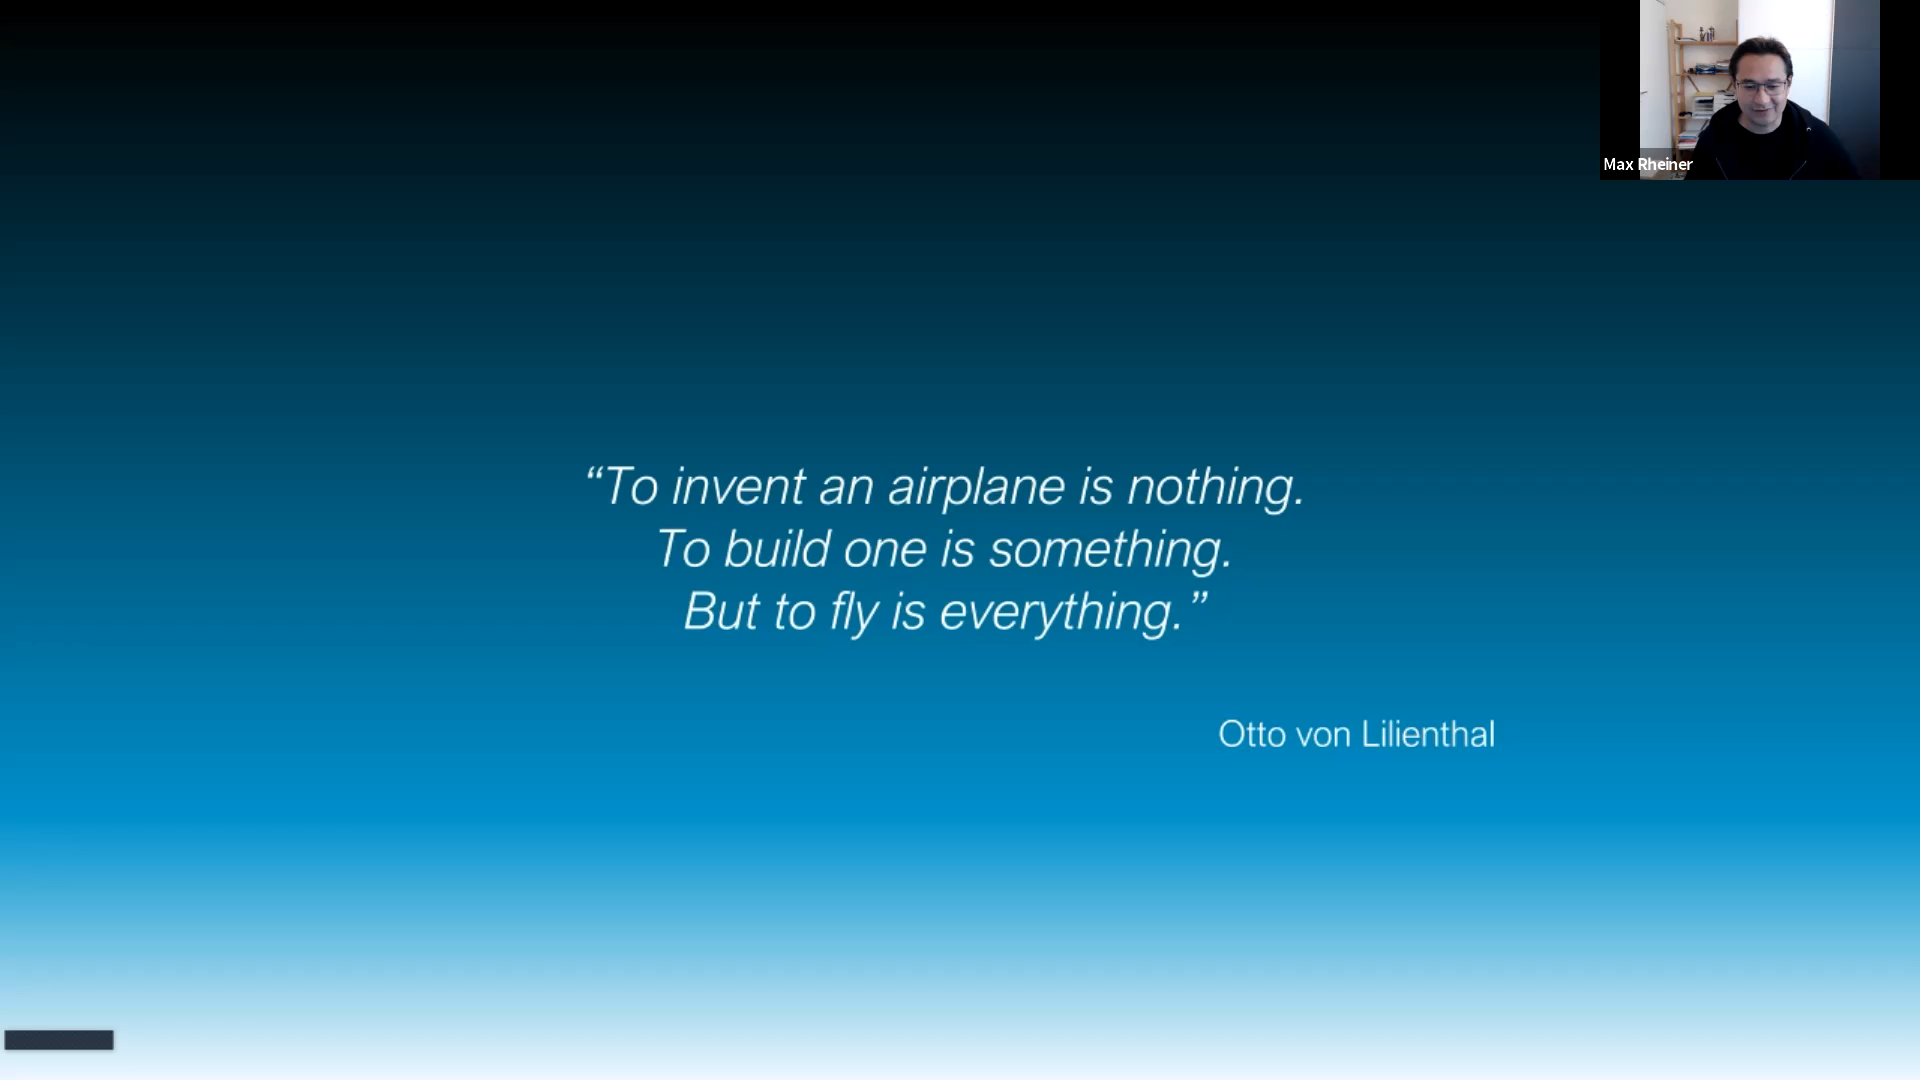 Max Rheiner
“To invent an airplane is nothing.
To build one is something.
But to fly is everything.”
Otto von Lilienthal